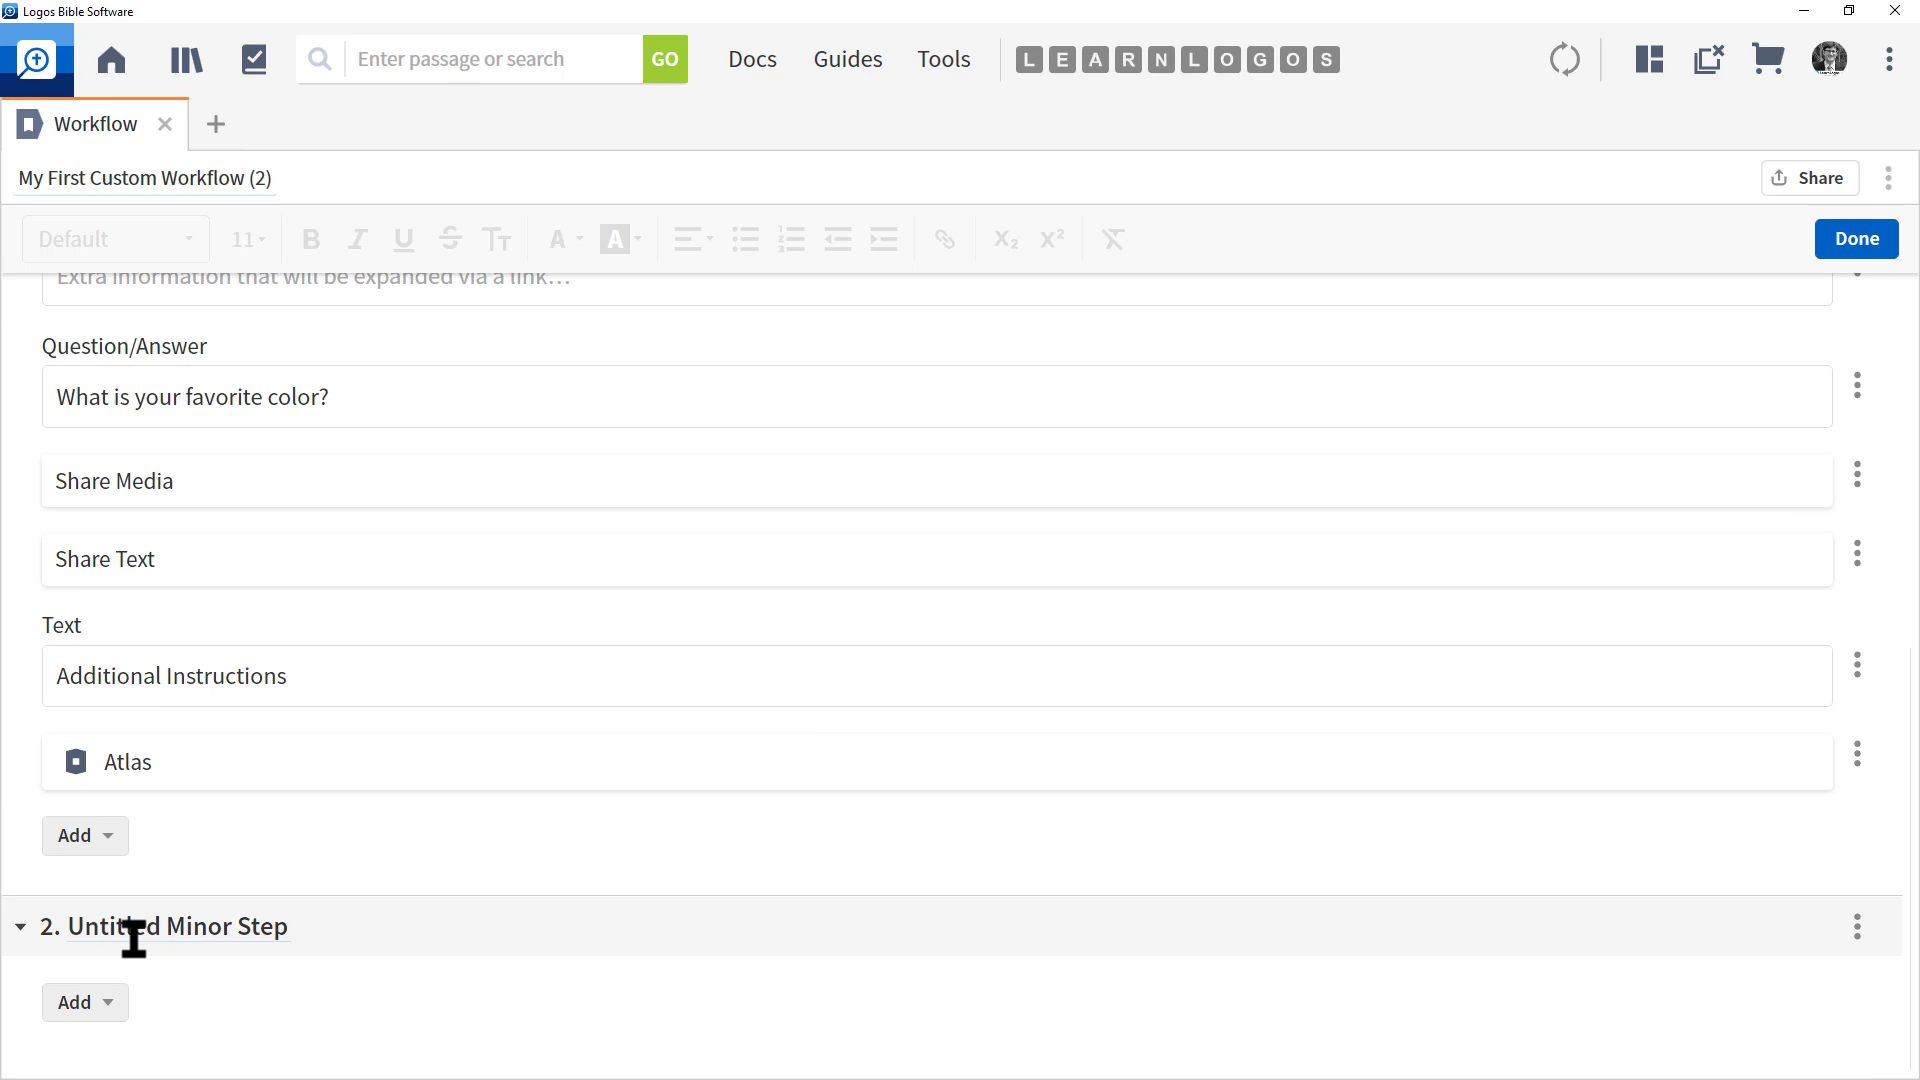 Logos Bible Software
Enter passage or search
GO
Docs
Guides
Tools
LEARNLOGOS
Workflow
My First Custom Workflow (2)
Share
Default
11
Done
Extra information that will be expanded via a link…
Question/Answer
What is your favorite color?
Share Media
Share Text
Text
Additional Instructions
Atlas
Add
2. Untitled Minor Step
Add